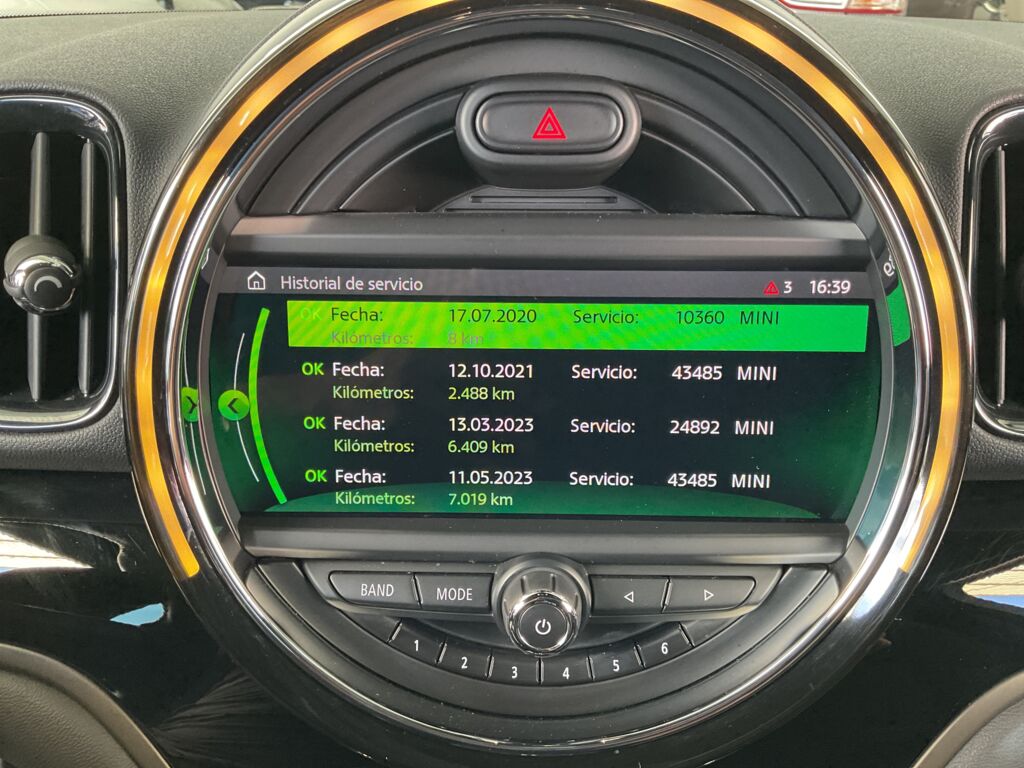 Historial de servicio 3 16:39
OK Fecha: 17.07.2020 Servicio: 10360 MINI
Kilómetros: 8 km
OK Fecha: 12.10.2021 Servicio: 43485 MINI
Kilómetros: 2.488 km
OK Fecha: 13.03.2023 Servicio: 24892 MINI
Kilómetros: 6.409 km
OK Fecha: 11.05.2023 Servicio: 43485 MINI
Kilómetros: 7.019 km
BAND MODE
1 2 3 4 5 6